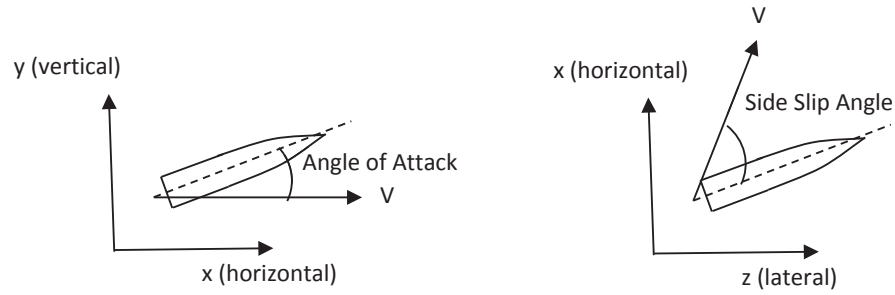 y (vertical)
Angle of Attack
V
x (horizontal)
V
x (horizontal)
Side Slip Angle
z (lateral)